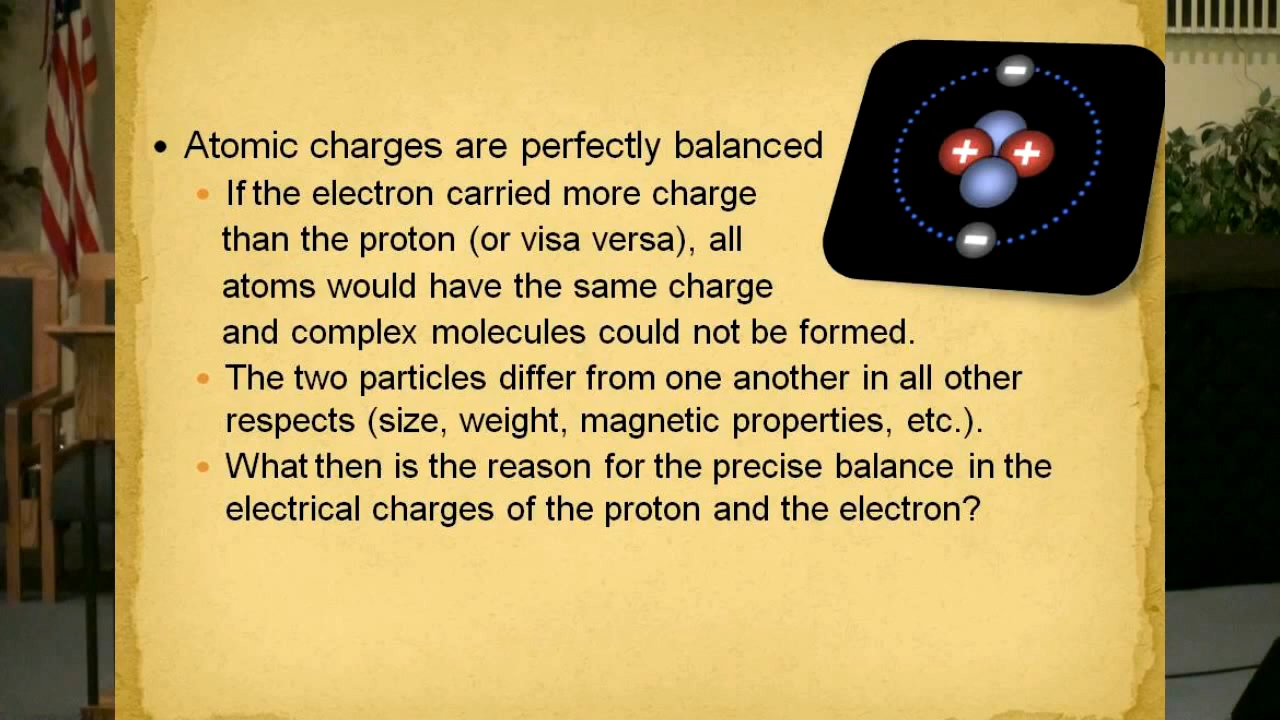 • Atomic charges are perfectly balanced
• If the electron carried more charge
than the proton (or visa versa), all
atoms would have the same charge
and complex molecules could not be formed.
• The two particles differ from one another in all other
respects (size, weight, magnetic properties, etc.).
• What then is the reason for the precise balance in the
electrical charges of the proton and the electron?